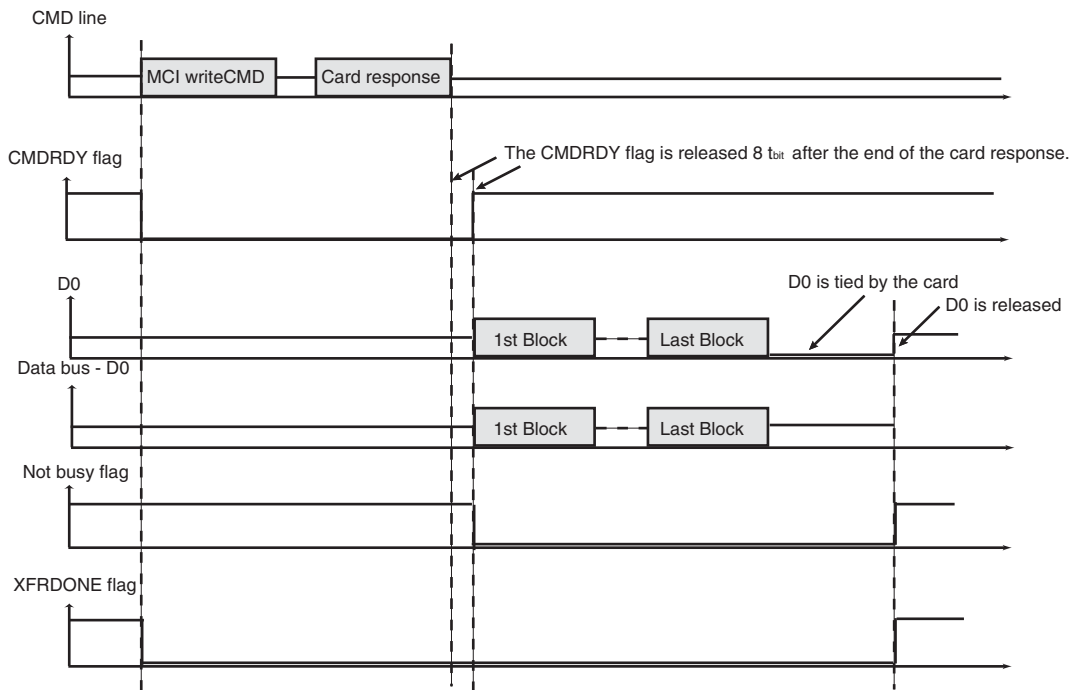 CMD line
MCI writeCMD
Card response
CMDRDY flag
The CMDRDY flag is released 8 tbit after the end of the card response.
D0
D0 is tied by the card
D0 is released
1st Block
Last Block
Data bus - D0
1st Block
Last Block
Not busy flag
XFRDONE flag